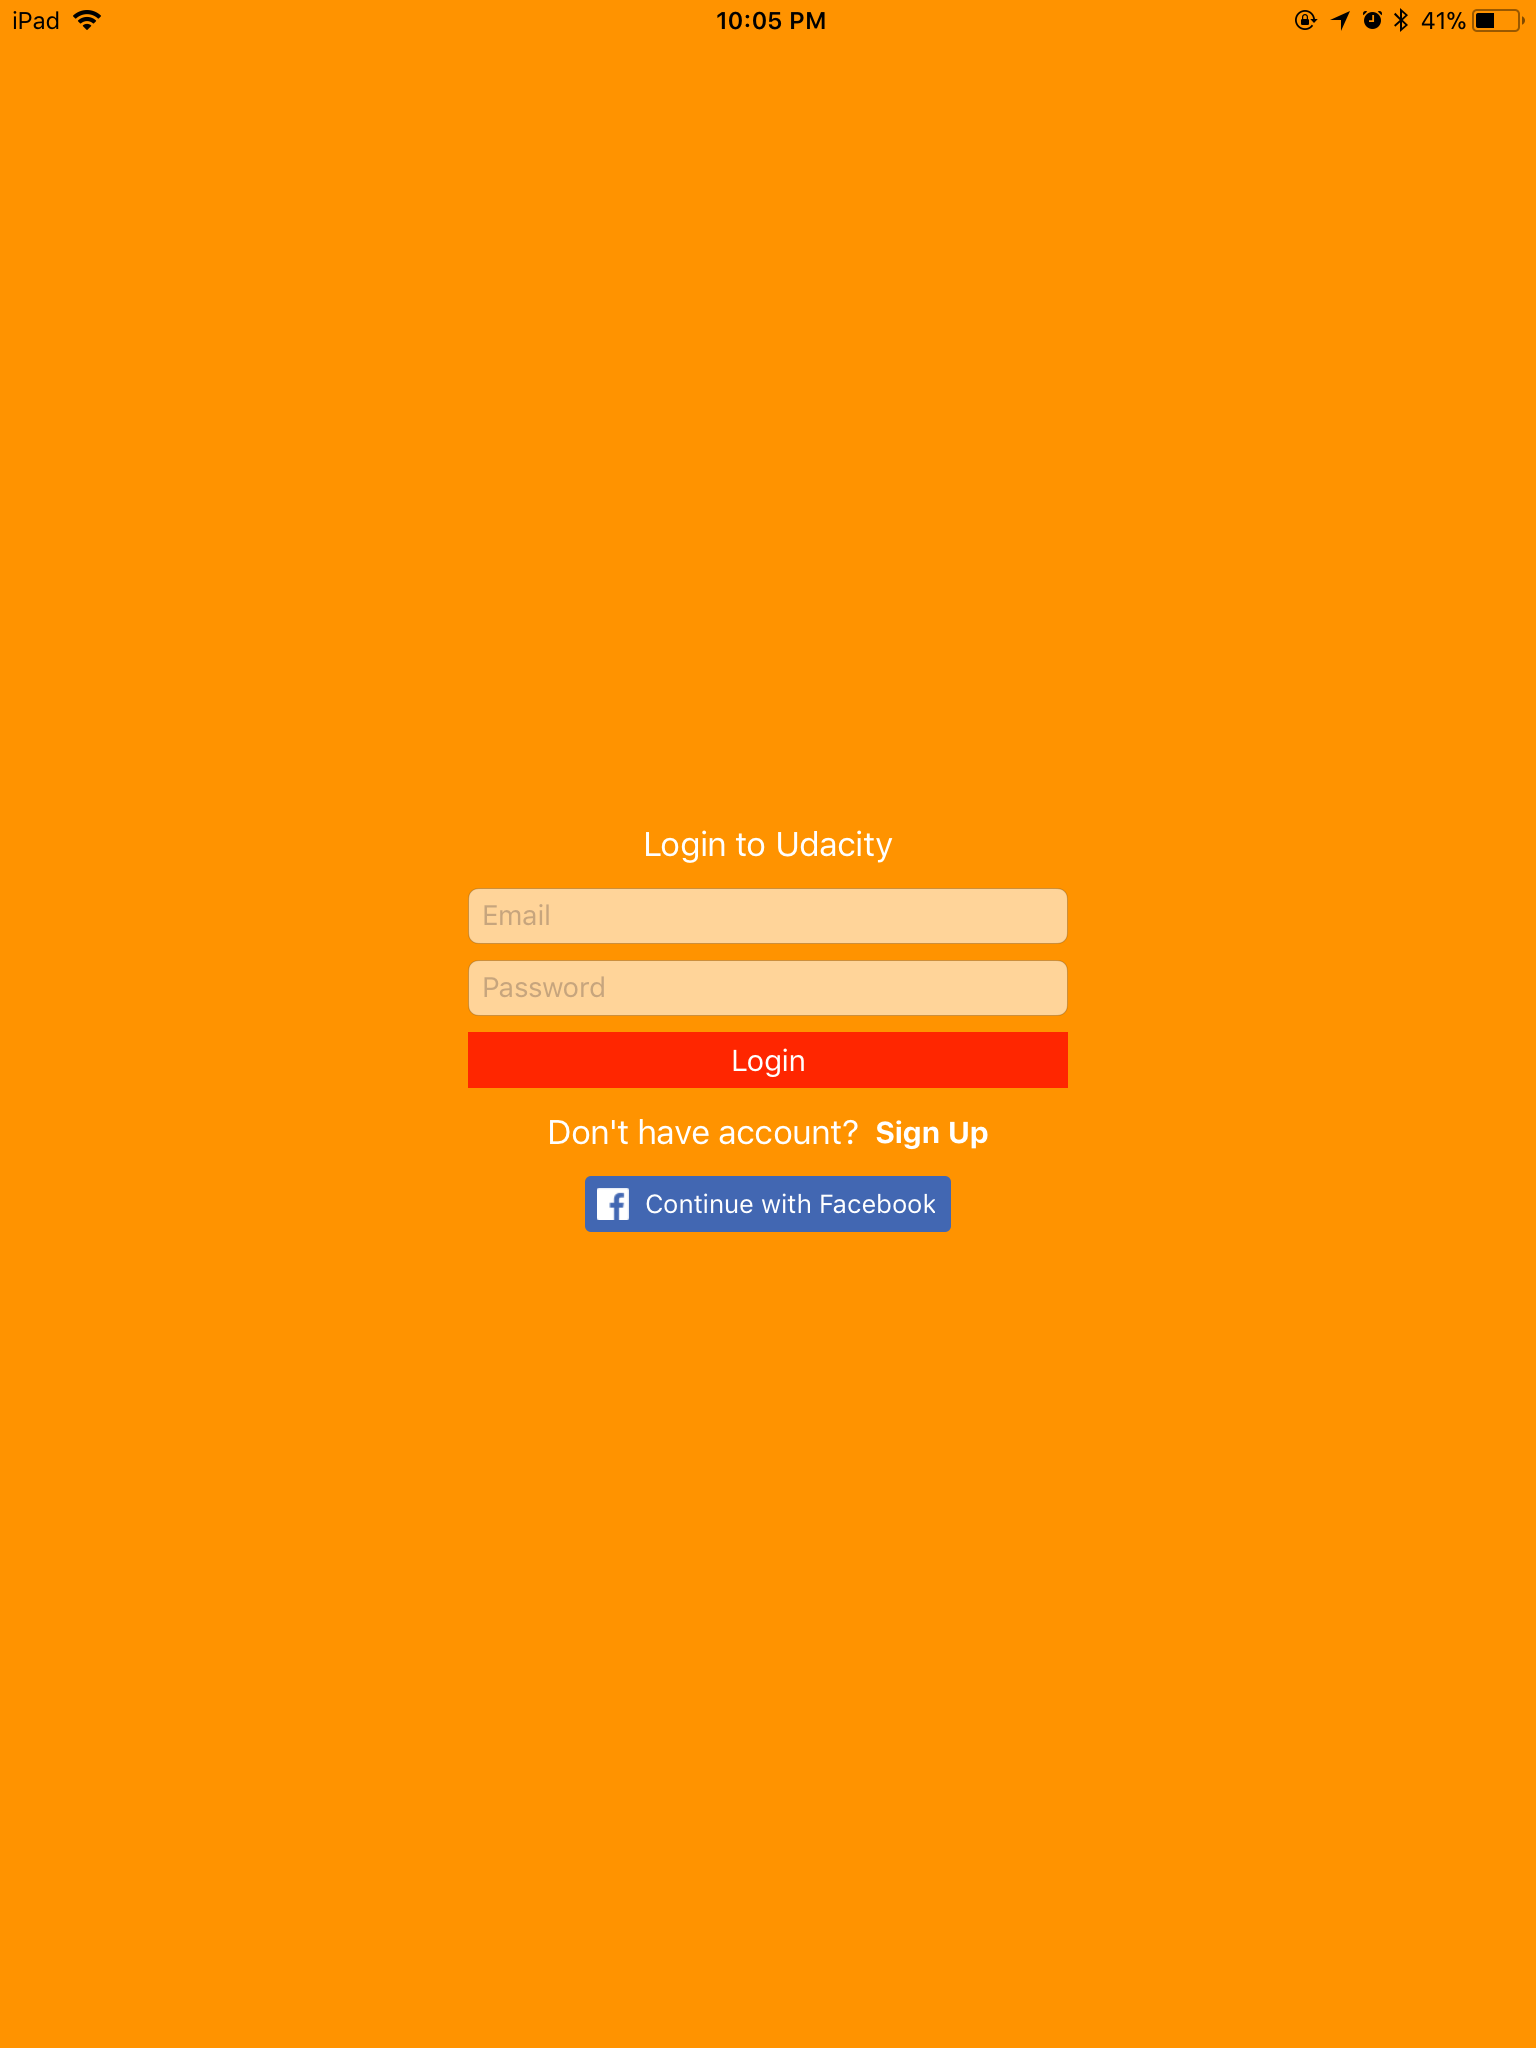 iPad 10:05 PM 41%
Login to Udacity
Email
Password
Login
Don't have account? Sign Up
Continue with Facebook